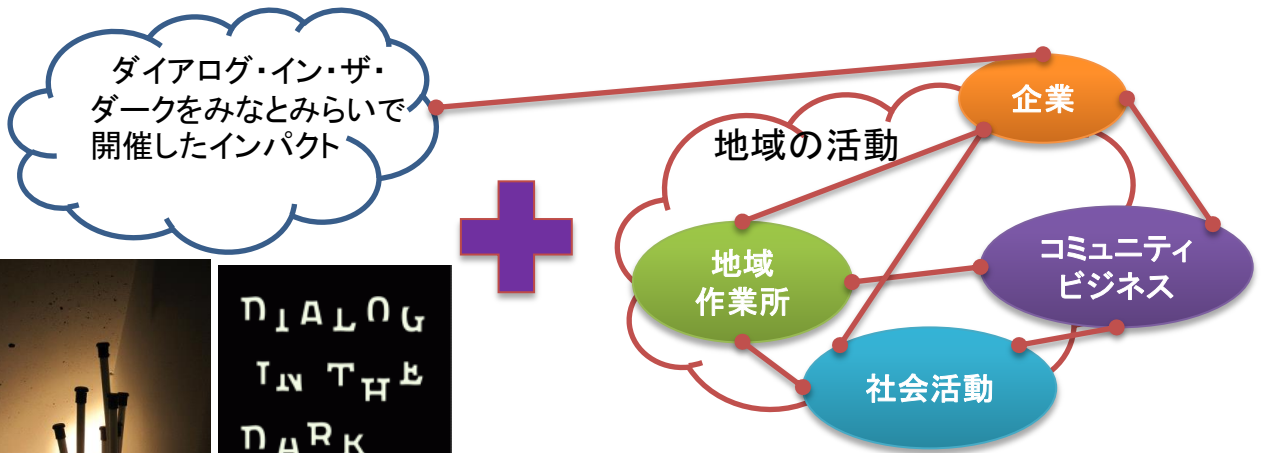 ダイアログ・イン・ザ・
ダークをみなとみらいで
開催したインパクト
地域の活動
企業
地域
作業所
コミュニティ
ビジネス
社会活動
DIALOG
IN THE
DARK